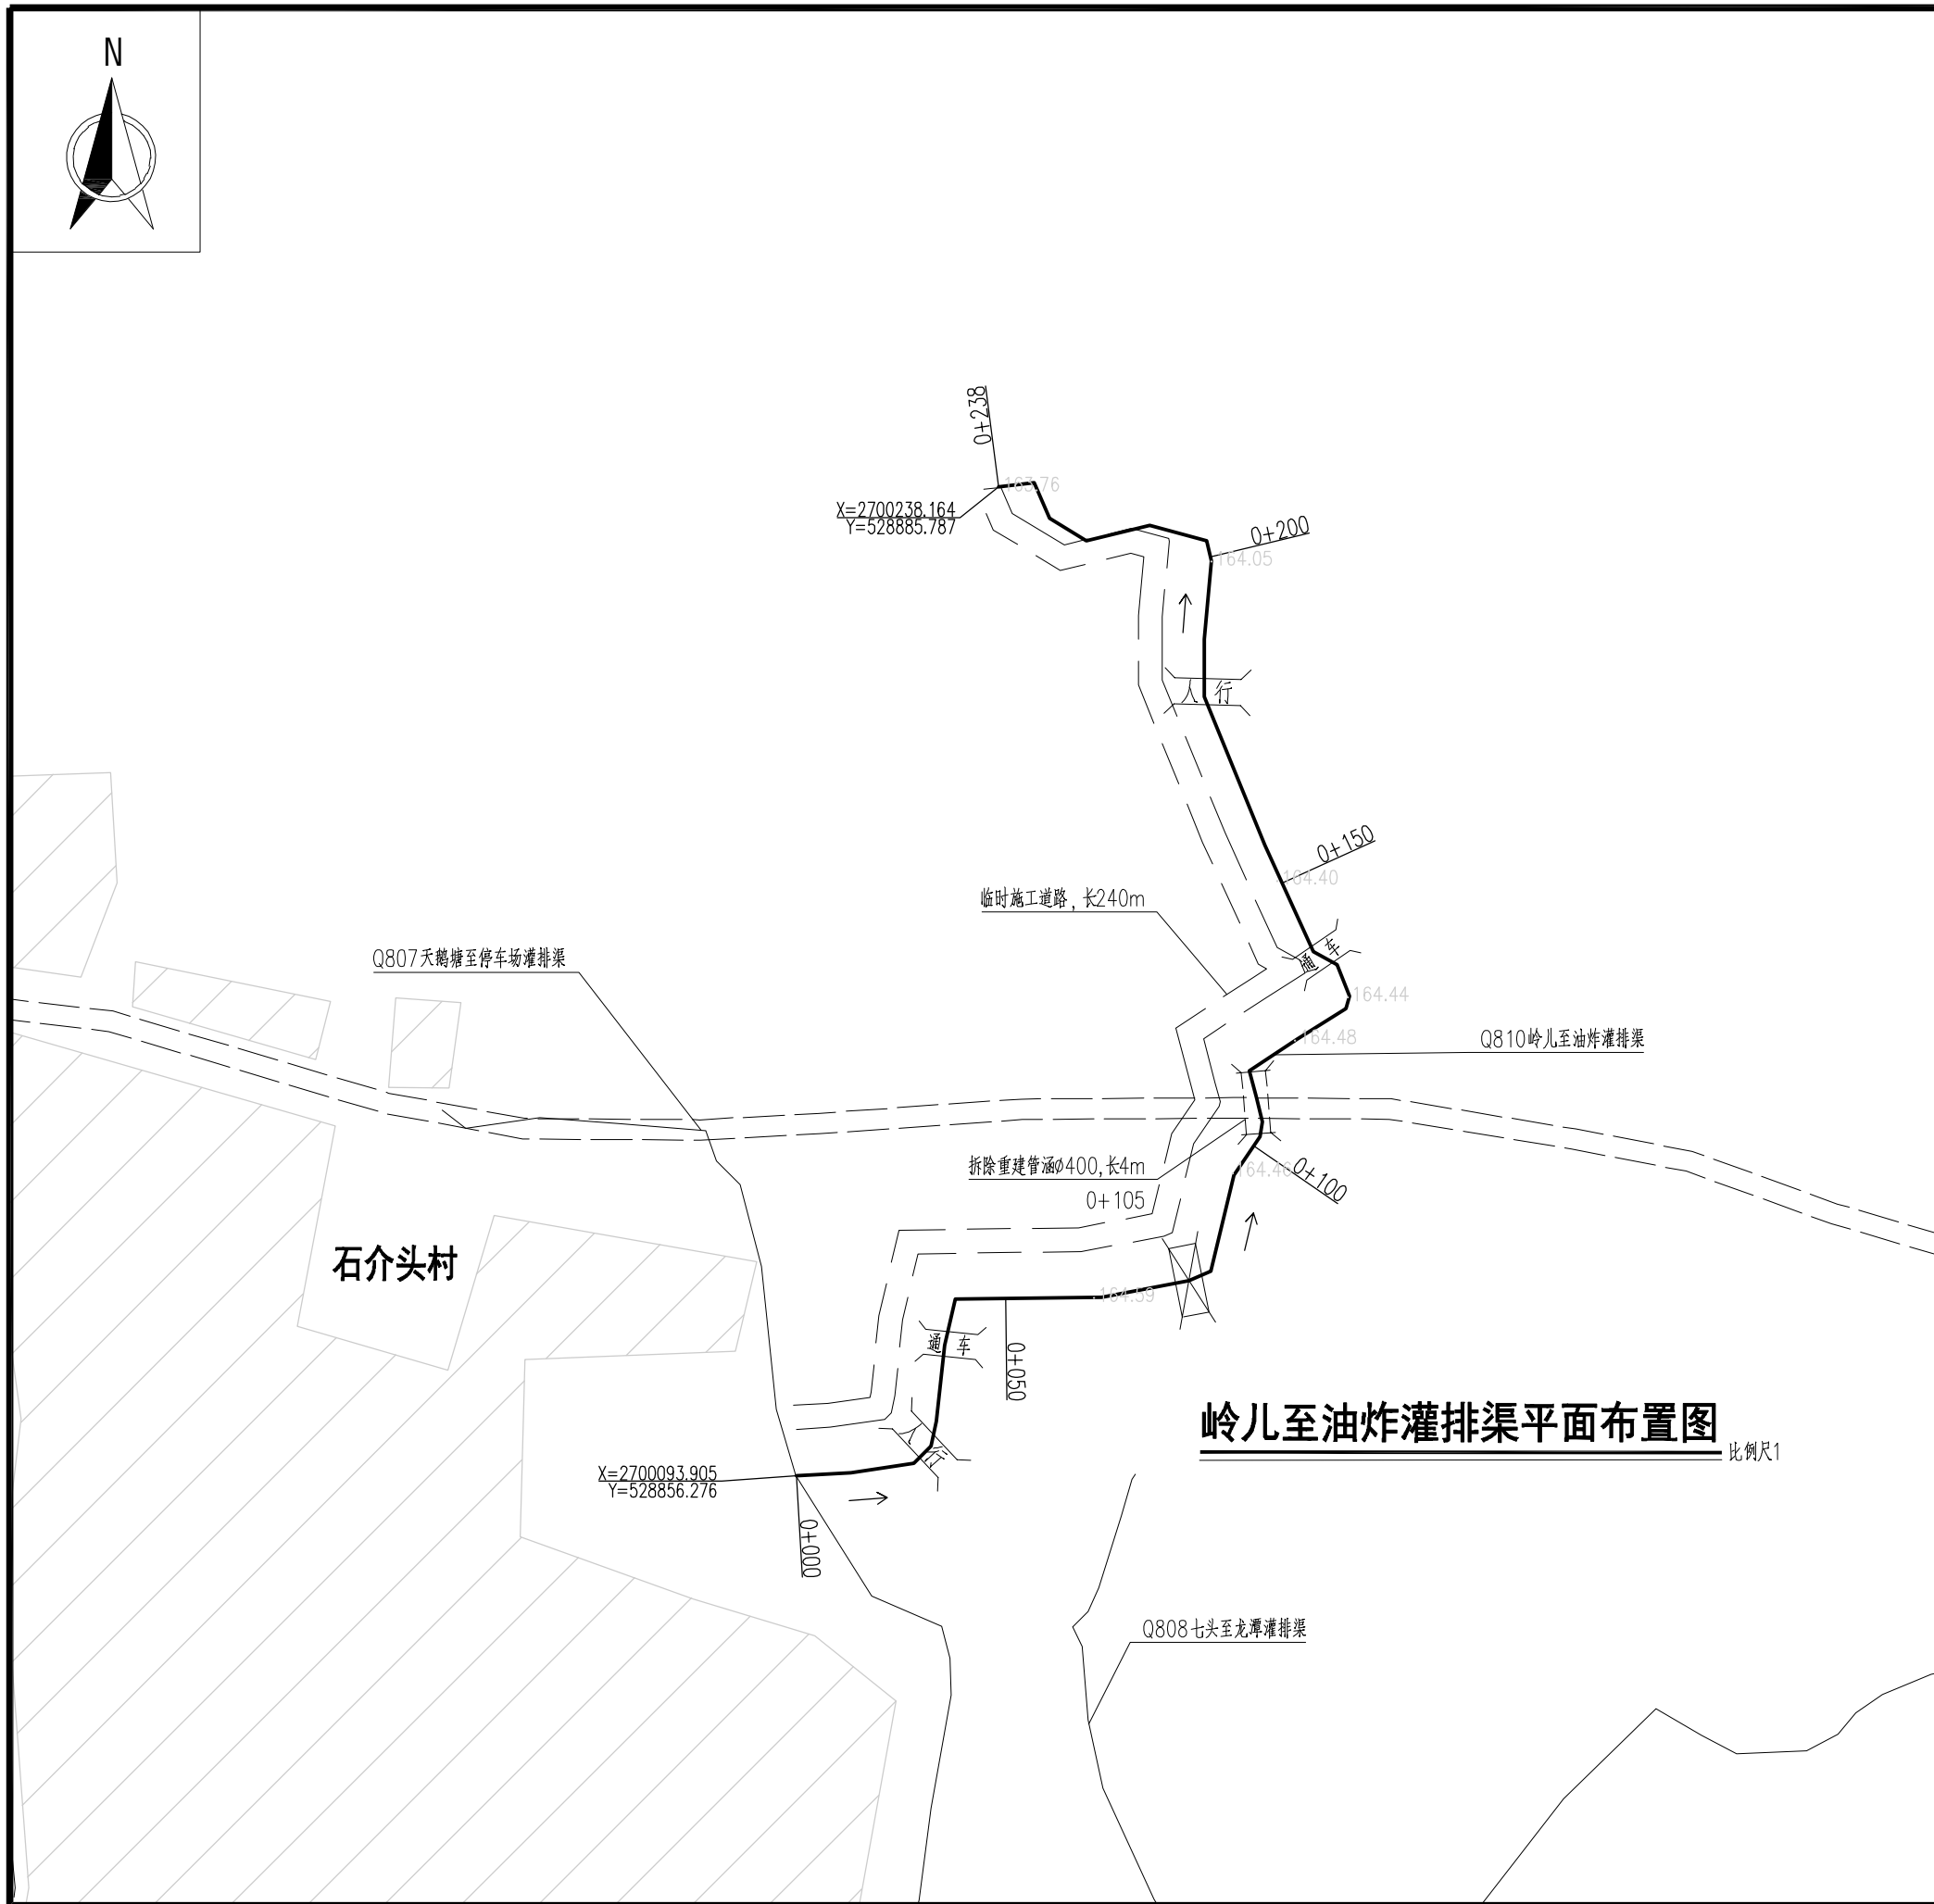 N
0+238
163.76
X=2700238.164
Y=528885.787
0+200
164.05
人行
0+150
164.40
临时施工道路，长240m
通车
Q807天鹅塘至停车场灌排渠
164.44
164.48
Q810岭儿至油炸灌排渠
拆除重建管涵ø400,长4m
0+105
164.46
0+100
石介头村
164.59
通车
0+050
岭儿至油炸灌排渠平面布置图
比例尺1
人行
X=2700093.905
Y=528856.276
0+000
Q808七头至龙潭灌排渠